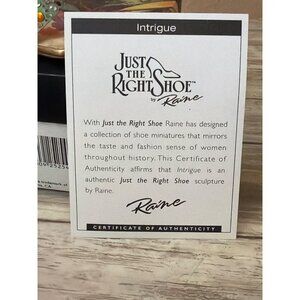 Intrigue
JUST
THE
RIGHT SHOE™
by Raine
With Just the Right Shoe Raine has designed
a collection of shoe miniatures that mirrors
the taste and fashion sense of women
throughout history. This Certificate of
Authenticity affirms that Intrigue is an
authentic Just the Right Shoe sculpture
by Raine.
Raine
CERTIFICATE OF AUTHENTICITY